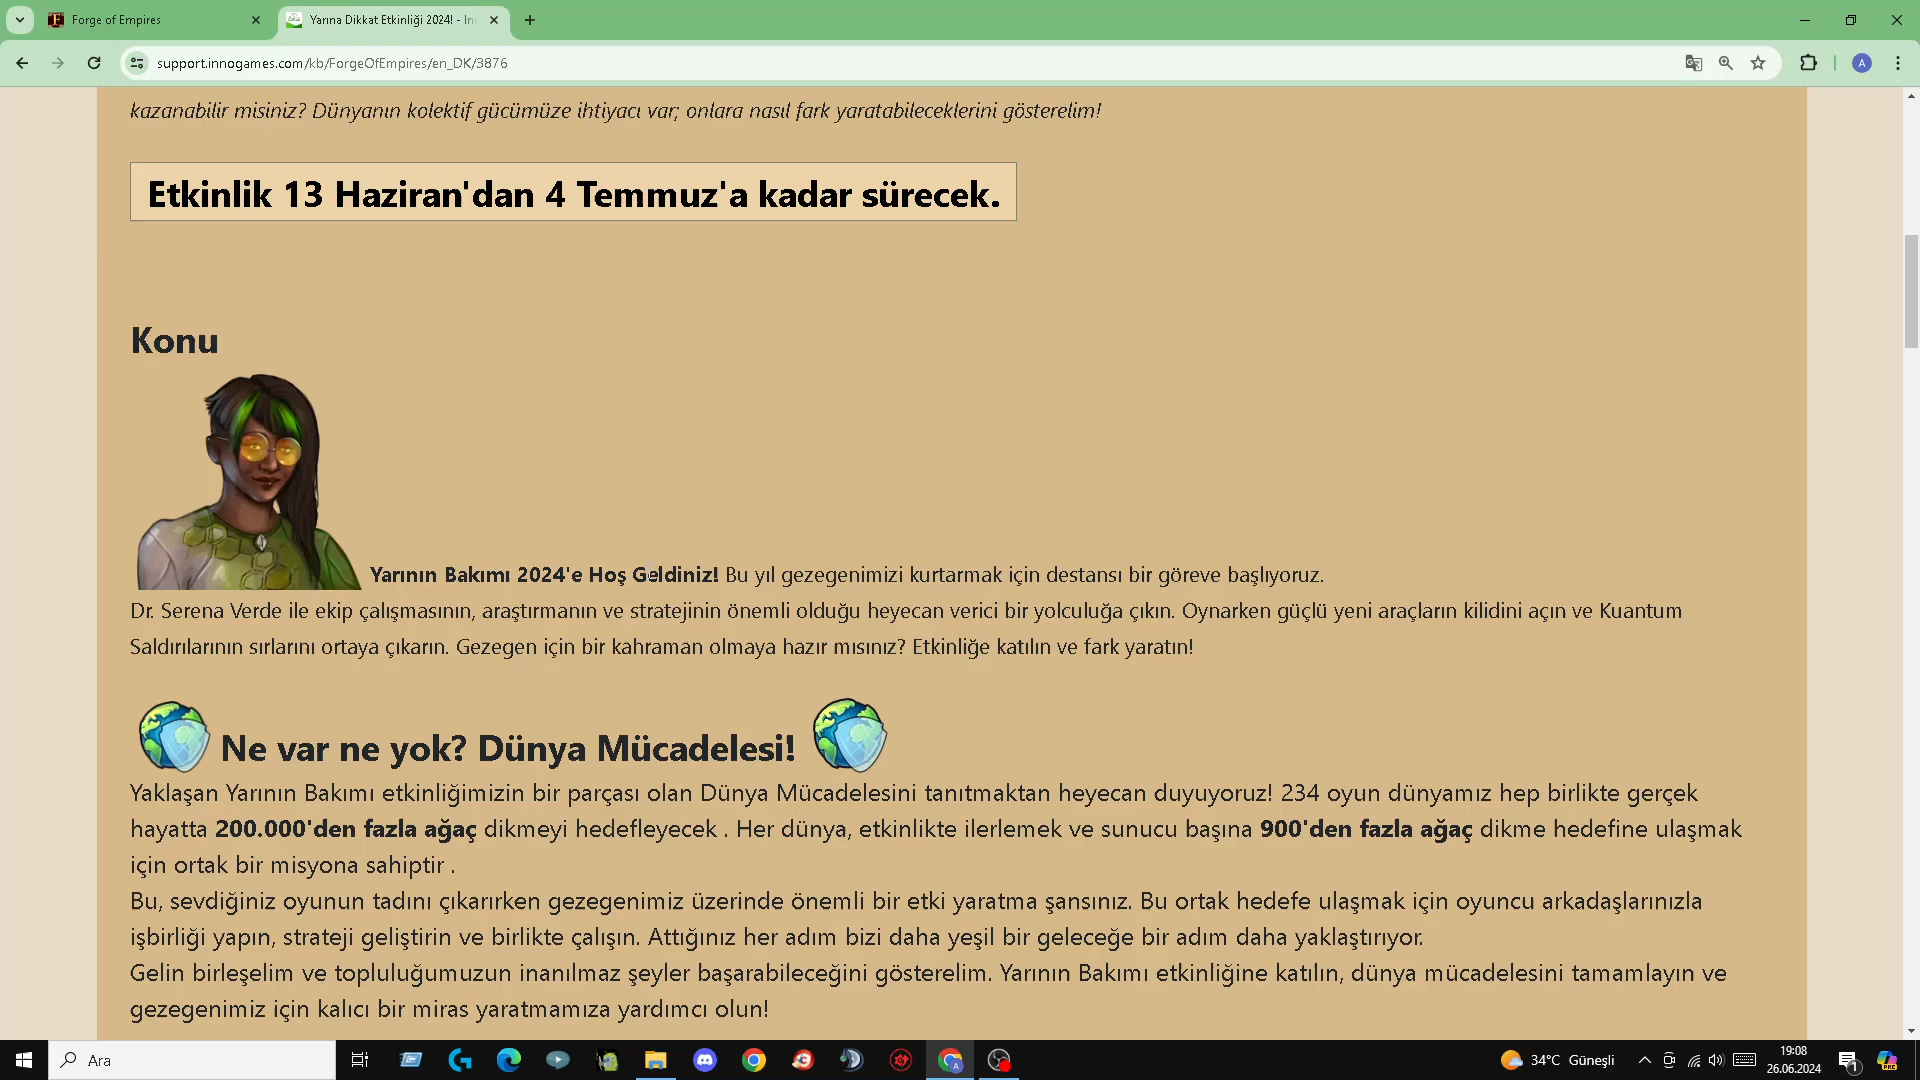 Forge of Empires
Yarına Dikkat Etkinliği 2024! - In
support.innogames.com/kb/ForgeOfEmpires/en_DK/3876
A
kazanabilir misiniz? Dünyanın kolektif gücümüze ihtiyacı var; onlara nasıl fark yaratabileceklerini gösterelim!
Etkinlik 13 Haziran'dan 4 Temmuz'a kadar sürecek.
Konu
Yarının Bakımı 2024'e Hoş Geldiniz! Bu yıl gezegenimizi kurtarmak için destansı bir göreve başlıyoruz.
Dr. Serena Verde ile ekip çalışmasının, araştırmanın ve stratejinin önemli olduğu heyecan verici bir yolculuğa çıkın. Oynarken güçlü yeni araçların kilidini açın ve Kuantum
Saldırılarının sırlarını ortaya çıkarın. Gezegen için bir kahraman olmaya hazır mısınız? Etkinliğe katılın ve fark yaratın!
Ne var ne yok? Dünya Mücadelesi!
Yaklaşan Yarının Bakımı etkinliğimizin bir parçası olan Dünya Mücadelesini tanıtmaktan heyecan duyuyoruz! 234 oyun dünyamız hep birlikte gerçek
hayatta 200.000'den fazla ağaç dikmeyi hedefleyecek . Her dünya, etkinlikte ilerlemek ve sunucu başına 900'den fazla ağaç dikme hedefine ulaşmak
için ortak bir misyona sahiptir .
Bu, sevdiğiniz oyunun tadını çıkarırken gezegenimiz üzerinde önemli bir etki yaratma şansınız. Bu ortak hedefe ulaşmak için oyuncu arkadaşlarınızla
işbirliği yapın, strateji geliştirin ve birlikte çalışın. Attığınız her adım bizi daha yeşil bir geleceğe bir adım daha yaklaştırıyor.
Gelin birleşelim ve topluluğumuzun inanılmaz şeyler başarabileceğini gösterelim. Yarının Bakımı etkinliğine katılın, dünya mücadelesini tamamlayın ve
gezegenimiz için kalıcı bir miras yaratmamıza yardımcı olun!
Ara
34°C Güneşli
19:08
26.06.2024
1